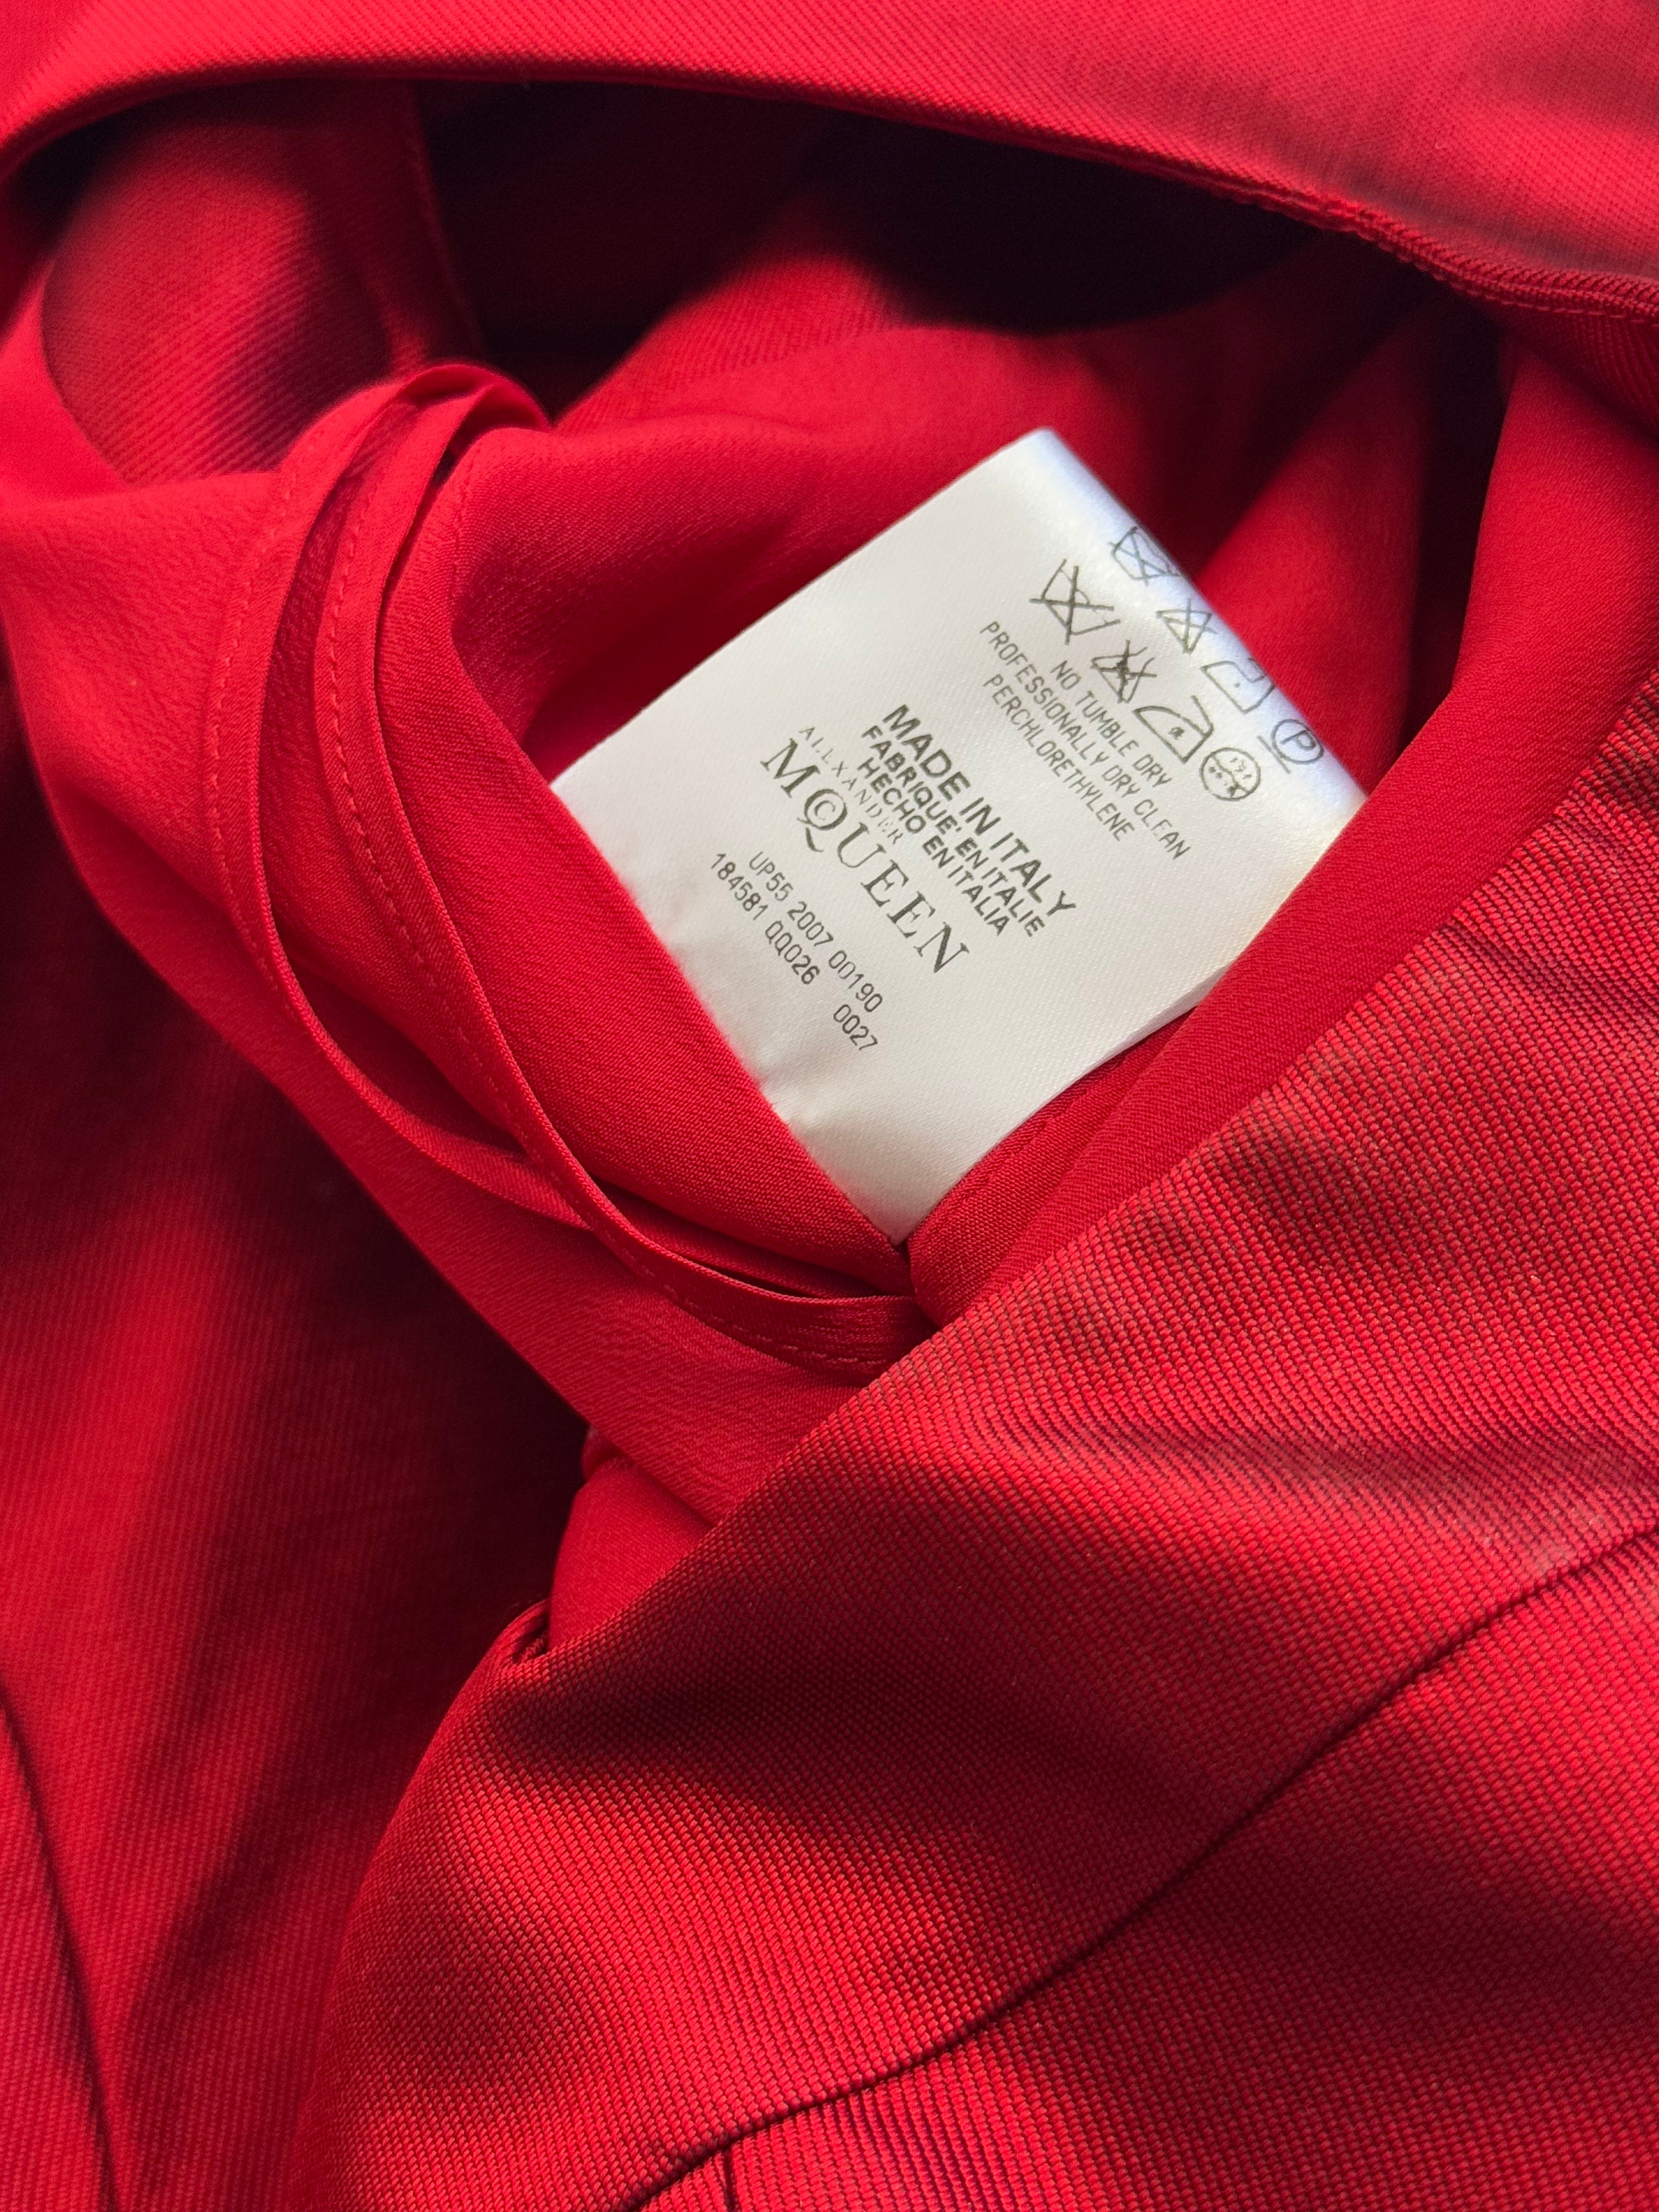 NO TUMBLE DRY
PROFESSIONALLY DRY CLEAN
PERCHLORETHYLENE
MADE IN ITALY
FABRIQUE' EN ITALIE
HECHO EN ITALIA
ALEXANDER
McQUEEN
UP55 2007 00190
184581 QQ026 0027
P